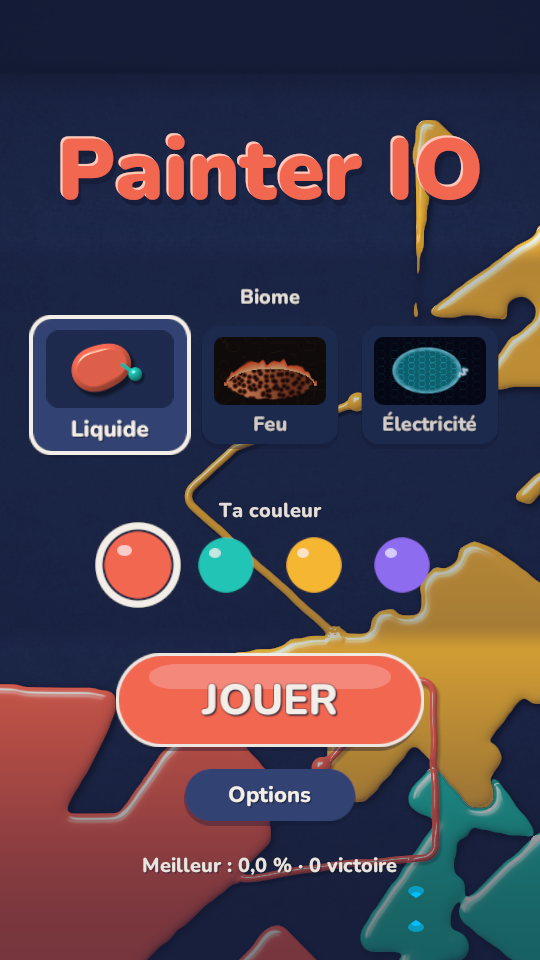 Painter IO
Biome
Liquide
Feu
Électricité
Ta couleur
JOUER
Options
Meilleur : 0,0 % · 0 victoire